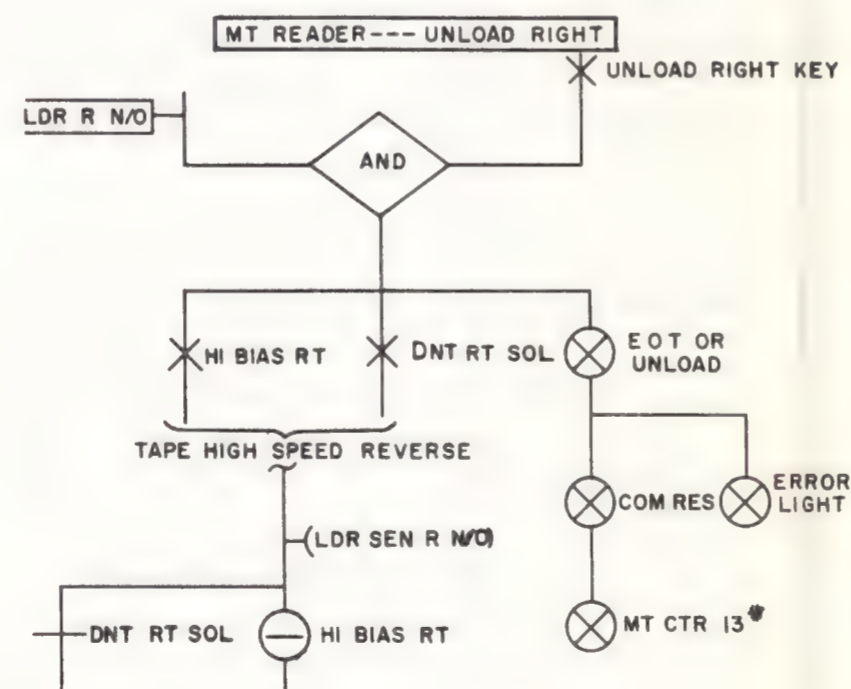 MT READER--- UNLOAD RIGHT
UNLOAD RIGHT KEY
LDR R N/O
AND
HI BIAS RT
DNT RT SOL
EOT OR
UNLOAD
TAPE HIGH SPEED REVERSE
COM RES
ERROR
LIGHT
(LDR SEN R N/O)
DNT RT SOL
HI BIAS RT
MT CTR 13*